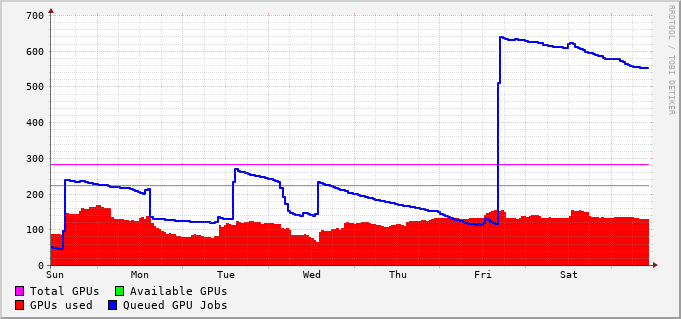 700
600
500
400
300
200
100
0
Sun Mon Tue Wed Thu Fri Sat
Total GPUs Available GPUs
GPUs used Queued GPU Jobs
RRDTOOL / TOBI OETIKER